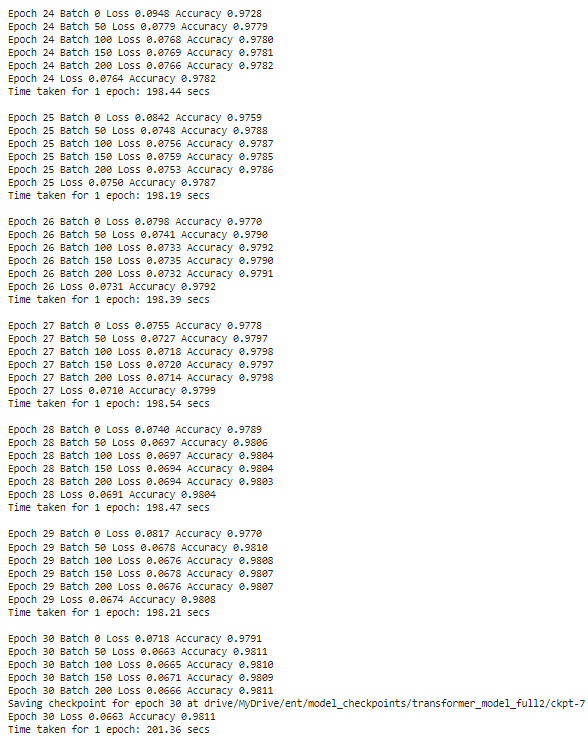 Epoch 24 Batch 0 Loss 0.0948 Accuracy 0.9728
Epoch 24 Batch 50 Loss 0.0779 Accuracy 0.9779
Epoch 24 Batch 100 Loss 0.0768 Accuracy 0.9780
Epoch 24 Batch 150 Loss 0.0769 Accuracy 0.9781
Epoch 24 Batch 200 Loss 0.0766 Accuracy 0.9782
Epoch 24 Loss 0.0764 Accuracy 0.9782
Time taken for 1 epoch: 198.44 secs

Epoch 25 Batch 0 Loss 0.0842 Accuracy 0.9759
Epoch 25 Batch 50 Loss 0.0748 Accuracy 0.9788
Epoch 25 Batch 100 Loss 0.0756 Accuracy 0.9787
Epoch 25 Batch 150 Loss 0.0759 Accuracy 0.9785
Epoch 25 Batch 200 Loss 0.0753 Accuracy 0.9786
Epoch 25 Loss 0.0750 Accuracy 0.9787
Time taken for 1 epoch: 198.19 secs

Epoch 26 Batch 0 Loss 0.0798 Accuracy 0.9770
Epoch 26 Batch 50 Loss 0.0741 Accuracy 0.9790
Epoch 26 Batch 100 Loss 0.0733 Accuracy 0.9792
Epoch 26 Batch 150 Loss 0.0735 Accuracy 0.9790
Epoch 26 Batch 200 Loss 0.0732 Accuracy 0.9791
Epoch 26 Loss 0.0731 Accuracy 0.9792
Time taken for 1 epoch: 198.39 secs

Epoch 27 Batch 0 Loss 0.0755 Accuracy 0.9778
Epoch 27 Batch 50 Loss 0.0727 Accuracy 0.9797
Epoch 27 Batch 100 Loss 0.0718 Accuracy 0.9798
Epoch 27 Batch 150 Loss 0.0720 Accuracy 0.9797
Epoch 27 Batch 200 Loss 0.0714 Accuracy 0.9798
Epoch 27 Loss 0.0710 Accuracy 0.9799
Time taken for 1 epoch: 198.54 secs

Epoch 28 Batch 0 Loss 0.0740 Accuracy 0.9789
Epoch 28 Batch 50 Loss 0.0697 Accuracy 0.9806
Epoch 28 Batch 100 Loss 0.0697 Accuracy 0.9804
Epoch 28 Batch 150 Loss 0.0694 Accuracy 0.9804
Epoch 28 Batch 200 Loss 0.0694 Accuracy 0.9803
Epoch 28 Loss 0.0691 Accuracy 0.9804
Time taken for 1 epoch: 198.47 secs

Epoch 29 Batch 0 Loss 0.0817 Accuracy 0.9770
Epoch 29 Batch 50 Loss 0.0678 Accuracy 0.9810
Epoch 29 Batch 100 Loss 0.0676 Accuracy 0.9808
Epoch 29 Batch 150 Loss 0.0678 Accuracy 0.9807
Epoch 29 Batch 200 Loss 0.0676 Accuracy 0.9807
Epoch 29 Loss 0.0674 Accuracy 0.9808
Time taken for 1 epoch: 198.21 secs

Epoch 30 Batch 0 Loss 0.0718 Accuracy 0.9791
Epoch 30 Batch 50 Loss 0.0663 Accuracy 0.9811
Epoch 30 Batch 100 Loss 0.0665 Accuracy 0.9810
Epoch 30 Batch 150 Loss 0.0671 Accuracy 0.9809
Epoch 30 Batch 200 Loss 0.0666 Accuracy 0.9811
Saving checkpoint for epoch 30 at drive/MyDrive/ent/model_checkpoints/transformer_model_full2/ckpt-7
Epoch 30 Loss 0.0663 Accuracy 0.9811
Time taken for 1 epoch: 201.36 secs